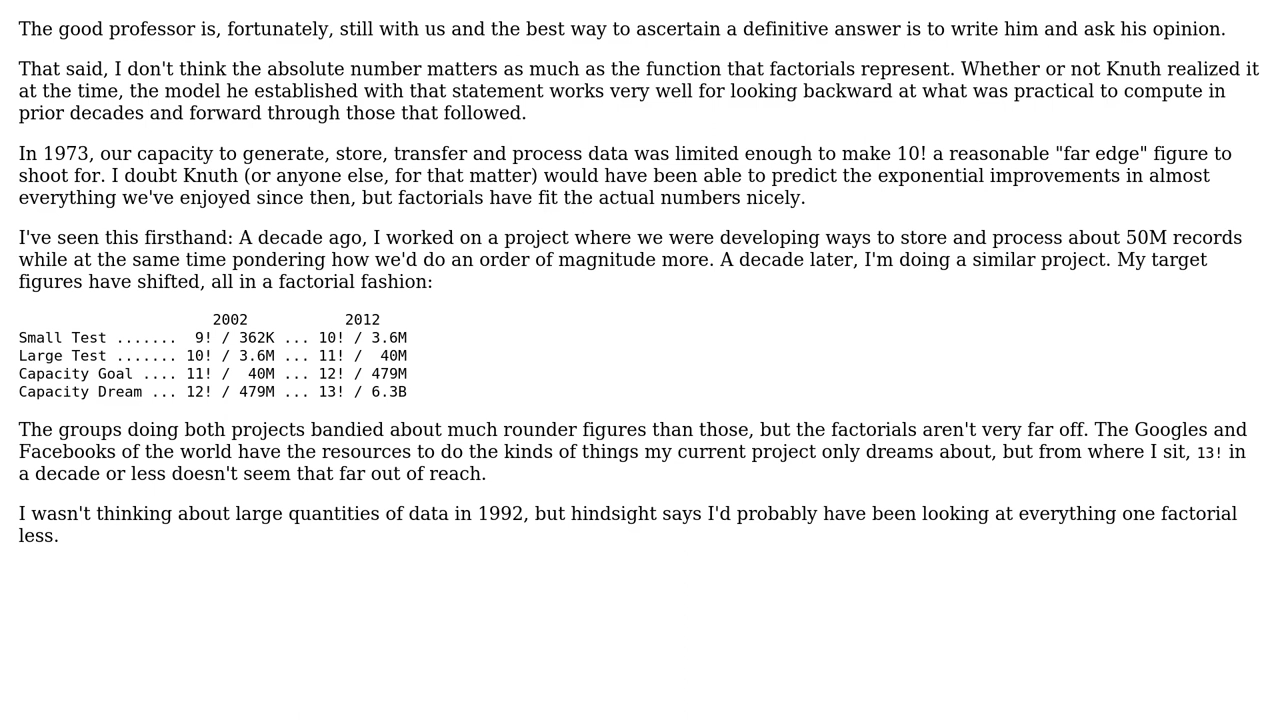 The good professor is, fortunately, still with us and the best way to ascertain a definitive answer is to write him and ask his opinion.
That said, I don't think the absolute number matters as much as the function that factorials represent. Whether or not Knuth realized it
at the time, the model he established with that statement works very well for looking backward at what was practical to compute in
prior decades and forward through those that followed.
In 1973, our capacity to generate, store, transfer and process data was limited enough to make 10! a reasonable "far edge" figure to
shoot for. I doubt Knuth (or anyone else, for that matter) would have been able to predict the exponential improvements in almost
everything we've enjoyed since then, but factorials have fit the actual numbers nicely.
I've seen this firsthand: A decade ago, I worked on a project where we were developing ways to store and process about 50M records
while at the same time pondering how we'd do an order of magnitude more. A decade later, I'm doing a similar project. My target
figures have shifted, all in a factorial fashion:
                      2002           2012
Small Test .......  9! / 362K ... 10! / 3.6M
Large Test ....... 10! / 3.6M ... 11! /  40M
Capacity Goal .... 11! /  40M ... 12! / 479M
Capacity Dream ... 12! / 479M ... 13! / 6.3B
The groups doing both projects bandied about much rounder figures than those, but the factorials aren't very far off. The Googles and
Facebooks of the world have the resources to do the kinds of things my current project only dreams about, but from where I sit, 13! in
a decade or less doesn't seem that far out of reach.
I wasn't thinking about large quantities of data in 1992, but hindsight says I'd probably have been looking at everything one factorial
less.